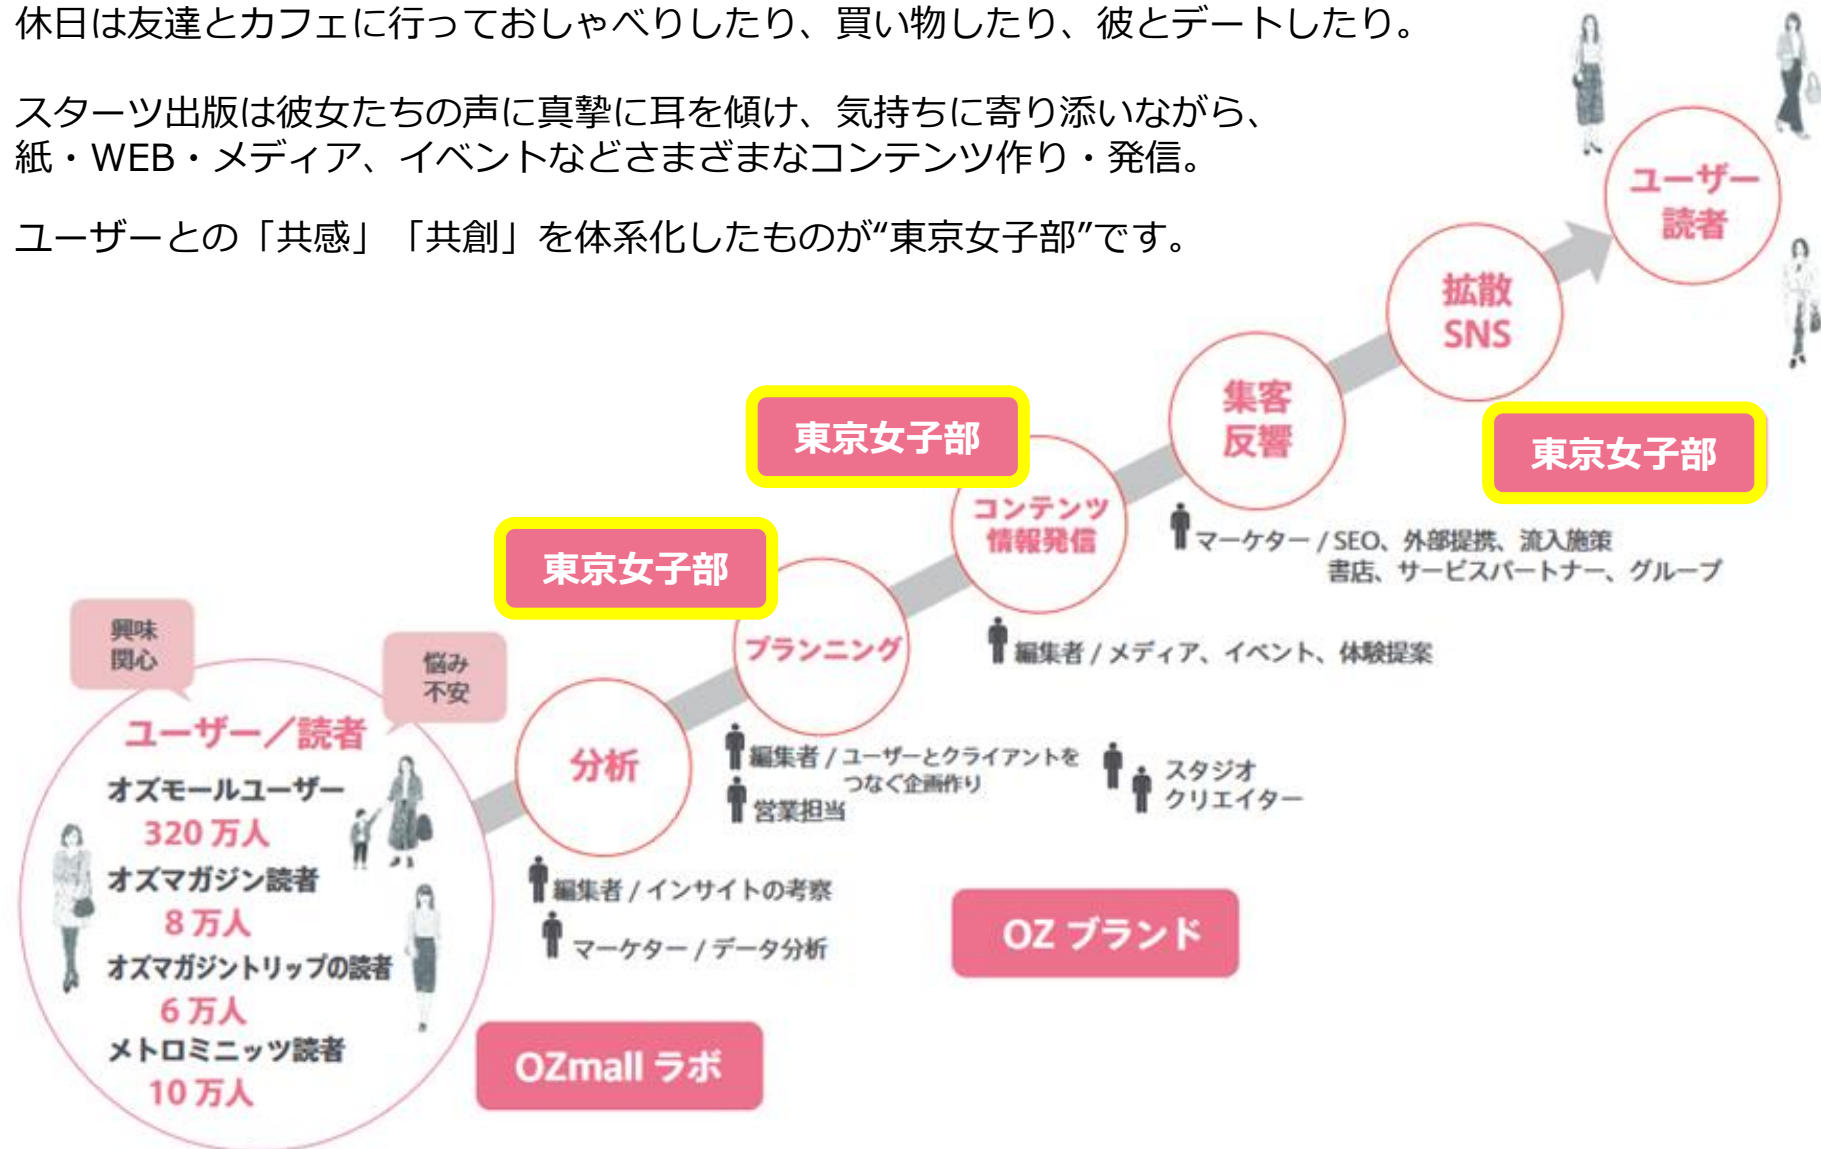 休日は友達とカフェに行っておしゃべりしたり、買い物したり、彼とデートしたり。
スターツ出版は彼女たちの声に真摯に耳を傾け、気持ちに寄り添いながら、
紙・WEB・メディア、イベントなどさまざまなコンテンツ作り・発信。
ユーザーとの「共感」「共創」を体系化したものが“東京女子部”です。
ユーザー
読者
拡散
SNS
集客
反響
東京女子部
東京女子部
コンテンツ
情報発信
マーケター / SEO、外部提携、流入施策
書店、サービスパートナー、グループ
東京女子部
プランニング
編集者 / メディア、イベント、体験提案
興味
関心
悩み
不安
ユーザー／読者
オズモールユーザー
320 万人
オズマガジン読者
8 万人
オズマガジントリップの読者
6 万人
メトロミニッツ読者
10 万人
分析
編集者 / ユーザーとクライアントを
つなぐ企画作り
営業担当
スタジオ
クリエイター
編集者 / インサイトの考察
マーケター / データ分析
OZ ブランド
OZmall ラボ